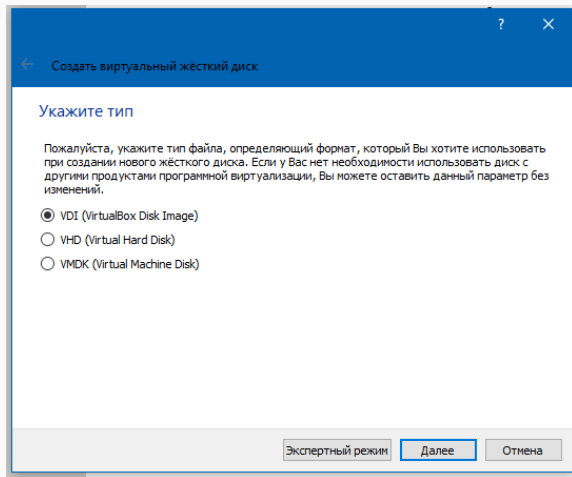 ?
Создать виртуальный жёсткий диск
Укажите тип
Пожалуйста, укажите тип файла, определяющий формат, который Вы хотите использовать
при создании нового жёсткого диска. Если у Вас нет необходимости использовать диск с
другими продуктами программной виртуализации, Вы можете оставить данный параметр без
изменений.
VDI (VirtualBox Disk Image)
VHD (Virtual Hard Disk)
VMDK (Virtual Machine Disk)
Экспертный режим Далее Отмена